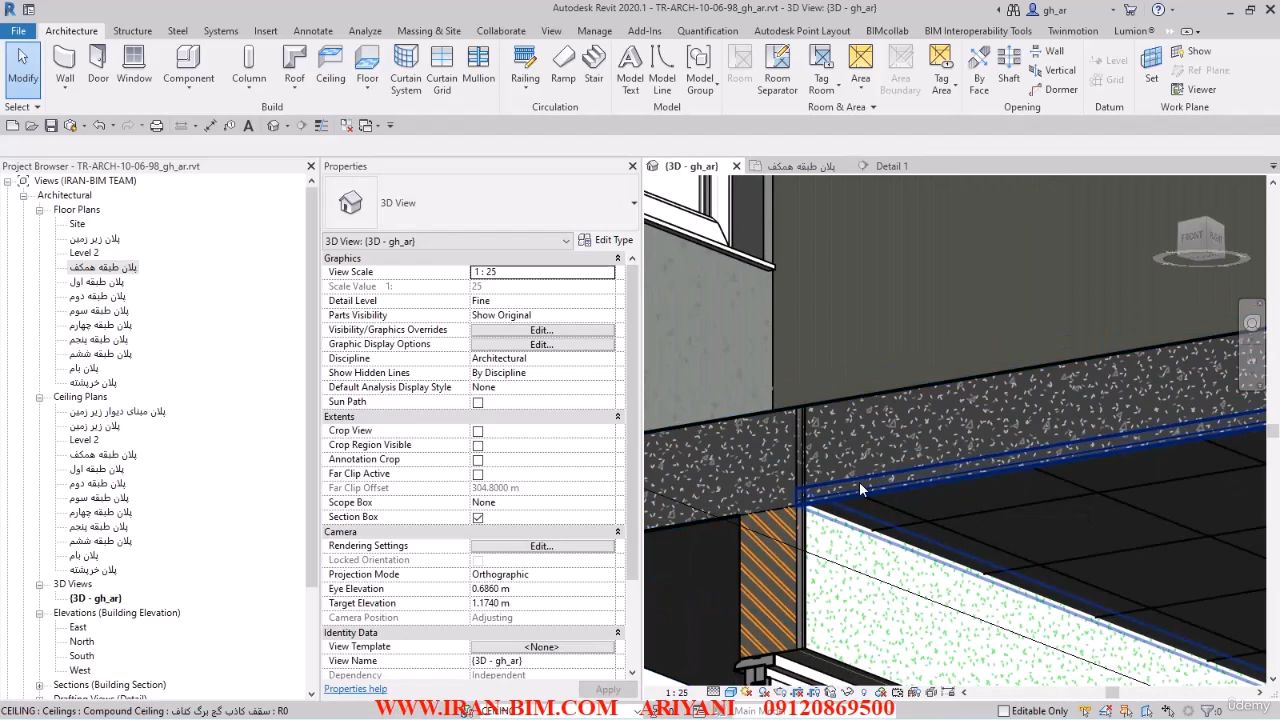 Autodesk Revit 2020.1 - TR-ARCH-10-06-98_gh_ar.rvt - 3D View: {3D - gh_ar}
gh_ar
File Architecture Structure Steel Systems Insert Annotate Analyze Massing & Site Collaborate View Manage Add-Ins Quantification Autodesk Point Layout BIMcollab BIM Interoperability Tools Twinmotion Lumion®
Modify Wall Door Window Component Column Roof Ceiling Floor Curtain System Curtain Grid Mullion Railing Ramp Stair Model Text Model Line Model Group Room Room Separator Tag Room Area Area Boundary Tag Area By Face Shaft Wall Vertical Dormer Level Grid Set Show Ref Plane Viewer
Select Build Circulation Model Room & Area Opening Datum Work Plane
Project Browser - TR-ARCH-10-06-98_gh_ar.rvt
Views (IRAN-BIM TEAM)
Architectural
Floor Plans
Site
پلان زیر زمین
Level 2
پلان طبقه همکف
پلان طبقه اول
پلان طبقه دوم
پلان طبقه سوم
پلان طبقه چهارم
پلان طبقه پنجم
پلان طبقه ششم
پلان بام
پلان خرپشته
Ceiling Plans
پلان مبنای دیوار زیر زمین
پلان زیر زمین
Level 2
پلان طبقه همکف
پلان طبقه اول
پلان طبقه دوم
پلان طبقه سوم
پلان طبقه چهارم
پلان طبقه پنجم
پلان طبقه ششم
پلان بام
پلان خرپشته
3D Views
{3D - gh_ar}
Elevations (Building Elevation)
East
North
South
West
Sections (Building Section)
Drafting Views (Detail)
Properties
3D View
3D View: {3D - gh_ar} Edit Type
Graphics
View Scale 1 : 25
Scale Value 1: 25
Detail Level Fine
Parts Visibility Show Original
Visibility/Graphics Overrides Edit...
Graphic Display Options Edit...
Discipline Architectural
Show Hidden Lines By Discipline
Default Analysis Display Style None
Sun Path
Extents
Crop View
Crop Region Visible
Annotation Crop
Far Clip Active
Far Clip Offset 304.8000 m
Scope Box None
Section Box
Camera
Rendering Settings Edit...
Locked Orientation
Projection Mode Orthographic
Eye Elevation 0.6860 m
Target Elevation 1.1740 m
Camera Position Adjusting
Identity Data
View Template <None>
View Name {3D - gh_ar}
Dependency Independent
Properties help Apply
{3D - gh_ar} پلان طبقه همکف Detail 1
FRONT
1 : 25
CEILING : Ceilings : Compound Ceiling : سقف کاذب گچ برگ کناف : R0
CEILING
Main Model
Editable Only
:0
WWW.IRAN-BIM.COM ARIYANI 09120869500
Udemy